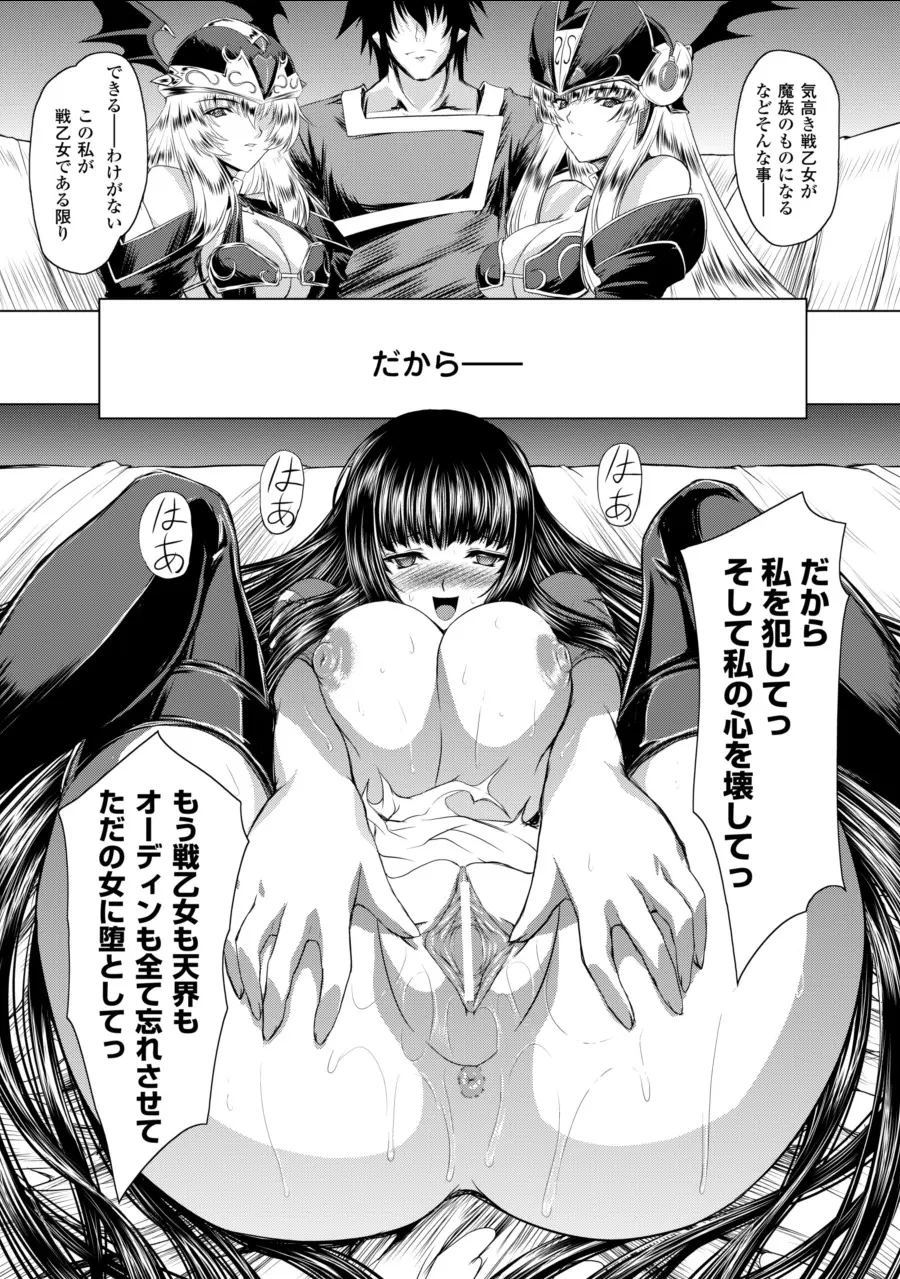 気高き戦乙女が
魔族のものになる
などそんな事――
できる――わけがない
この私が
戦乙女である限り
だから――
はあ
はあ
はあ
だから
私を犯してっ
そして私の心を壊してっ
もう戦乙女も天界も
オーディンも全て忘れさせて
ただの女に堕としてっ